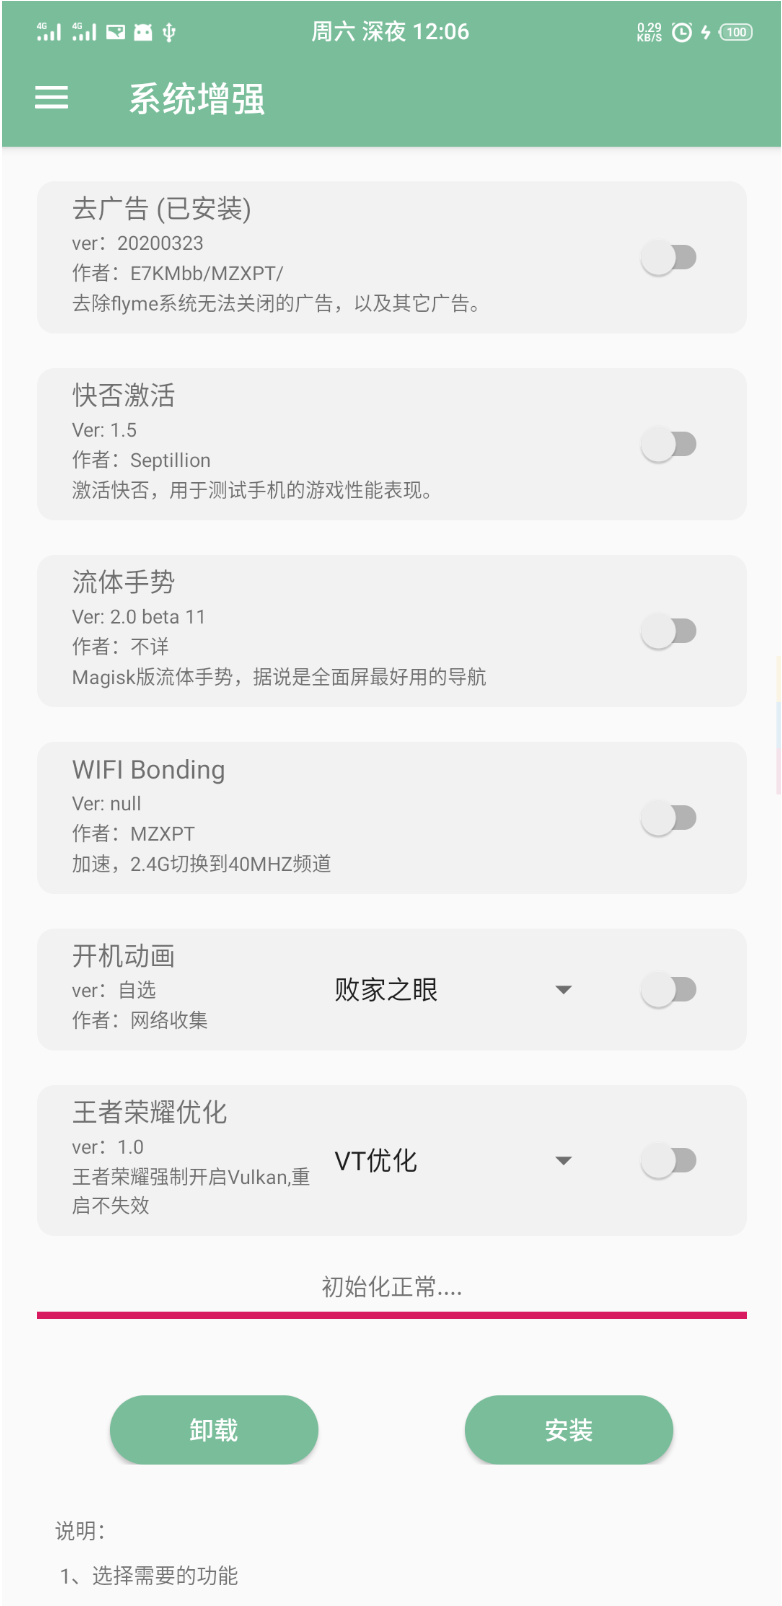 4G 4G 周六 深夜 12:06 0.29 KB/S 100
系统增强
去广告 (已安装)
ver：20200323
作者：E7KMbb/MZXPT/
去除flyme系统无法关闭的广告，以及其它广告。
快否激活
Ver: 1.5
作者：Septillion
激活快否，用于测试手机的游戏性能表现。
流体手势
Ver: 2.0 beta 11
作者：不详
Magisk版流体手势，据说是全面屏最好用的导航
WIFI Bonding
Ver: null
作者：MZXPT
加速，2.4G切换到40MHZ频道
开机动画
ver：自选
作者：网络收集
败家之眼
王者荣耀优化
ver：1.0
王者荣耀强制开启Vulkan,重
启不失效
VT优化
初始化正常....
卸载
安装
说明：
1、选择需要的功能